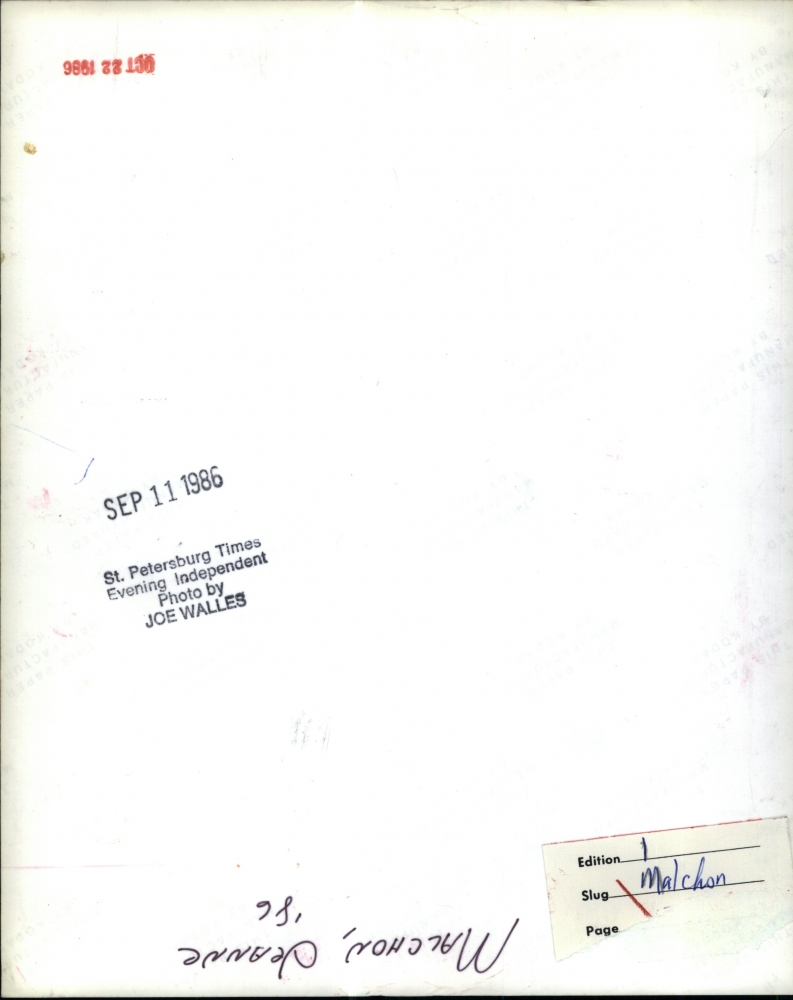 OCT 22 1986
SEP 11 1986
St. Petersburg Times
Evening Independent
Photo by
JOE WALLES
Edition 1
Slug Malchon
Page
MALCHON, JEANNE
'86